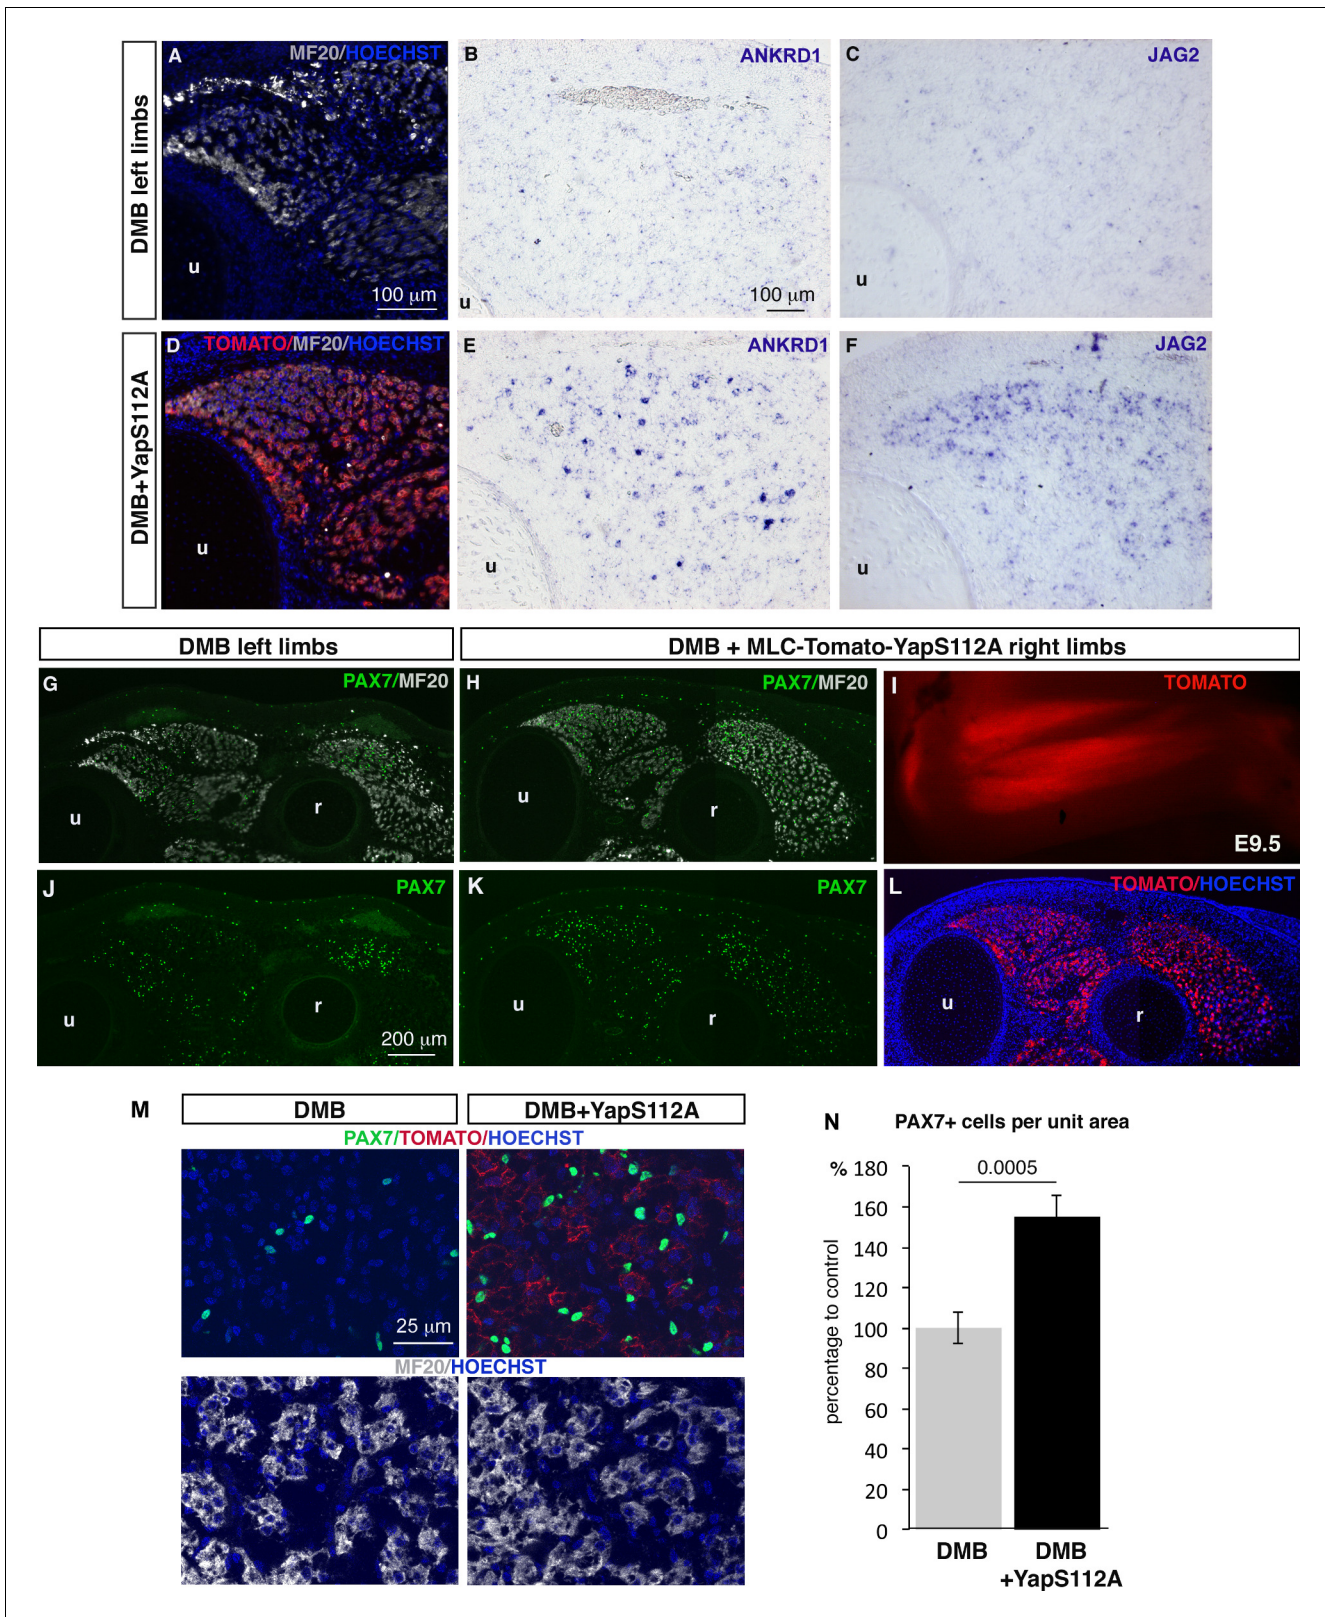 DMB left limbs
A
MF20/HOECHST
u
100 μm
B
ANKRD1
u
100 μm
C
JAG2
u
DMB+YapS112A
D
TOMATO/MF20/HOECHST
u
E
ANKRD1
u
F
JAG2
u
DMB left limbs
DMB + MLC-Tomato-YapS112A right limbs
G
PAX7/MF20
u
r
H
PAX7/MF20
u
r
I
TOMATO
E9.5
J
PAX7
u
r
200 μm
K
PAX7
u
r
L
TOMATO/HOECHST
u
r
M
DMB
DMB+YapS112A
PAX7/TOMATO/HOECHST
25 μm
MF20/HOECHST
N
PAX7+ cells per unit area
% 180
160
140
120
100
80
60
40
20
0
percentage to control
0.0005
DMB
DMB
+YapS112A